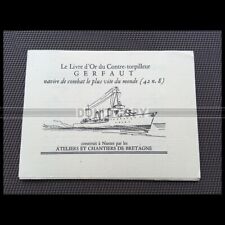 Le Livre d'Or du Contre-torpilleur
GERFAUT
navire de combat le plus vite du monde (42 n. 8)
construit à Nantes par les
ATELIERS ET CHANTIERS DE BRETAGNE